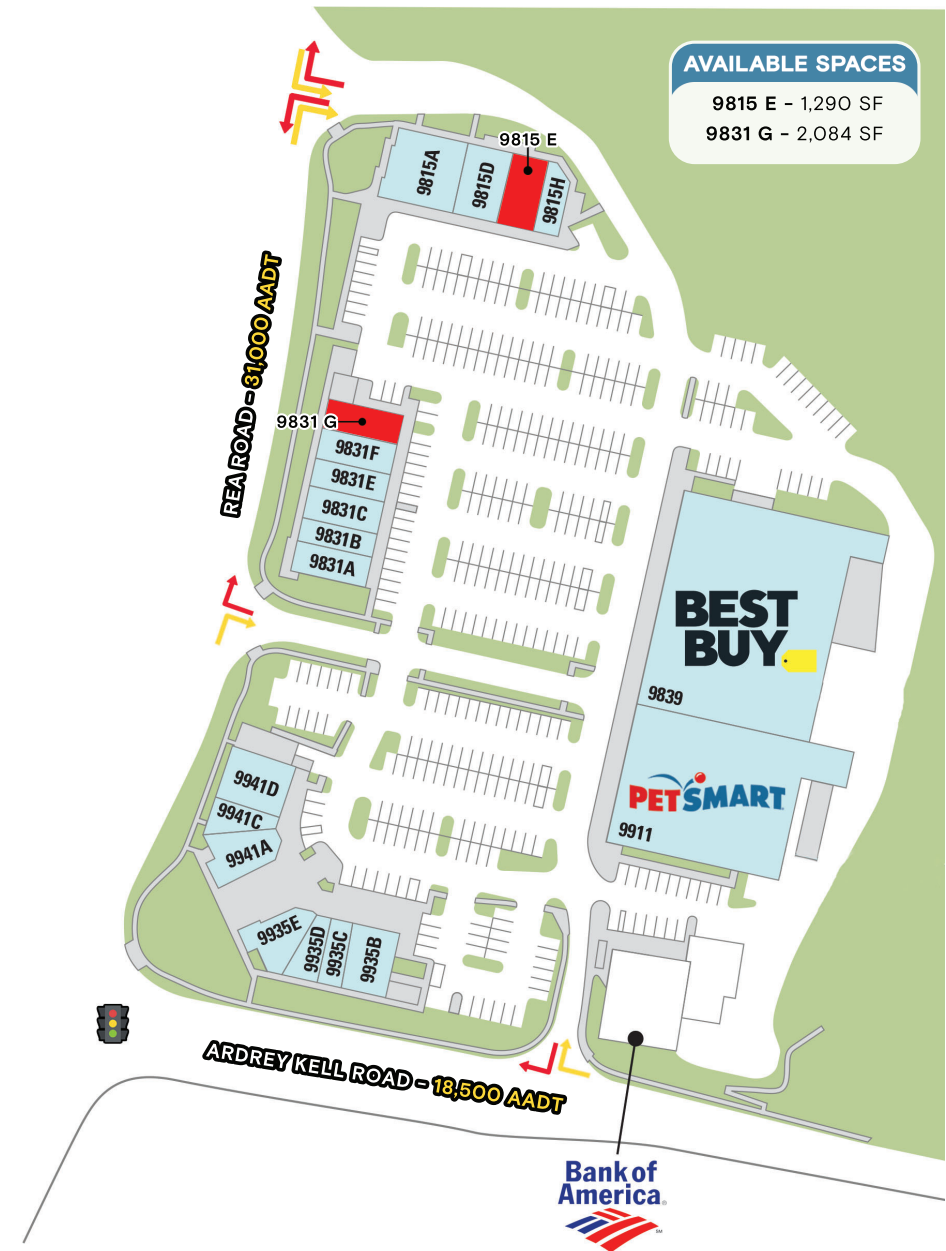 AVAILABLE SPACES
9815 E - 1,290 SF
9831 G - 2,084 SF
9815 E
9815A
9815D
9815H
REA ROAD - 31,000 AADT
9831 G
9831F
9831E
9831C
9831B
9831A
BEST
BUY
9839
PETSMART
9911
9941D
9941C
9941A
9935E
9935D
9935C
9935B
ARDREY KELL ROAD - 18,500 AADT
Bank of
America
SM